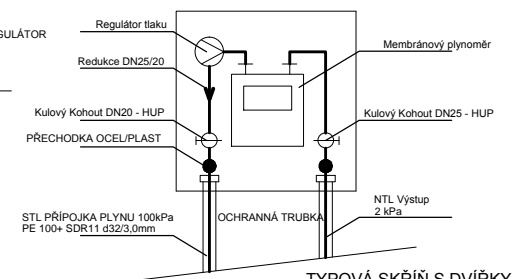 Regulátor tlaku
GULÁTOR
Membránový plynoměr
Redukce DN25/20
Kulový Kohout DN20 - HUP
Kulový Kohout DN25 - HUP
PŘECHODKA OCEL/PLAST
STL PŘÍPOJKA PLYNU 100kPa
PE 100+ SDR11 d32/3,0mm
OCHRANNÁ TRUBKA
NTL Výstup
2 kPa
TYPOVÁ SKŘÍŇ S DVÍŘKY